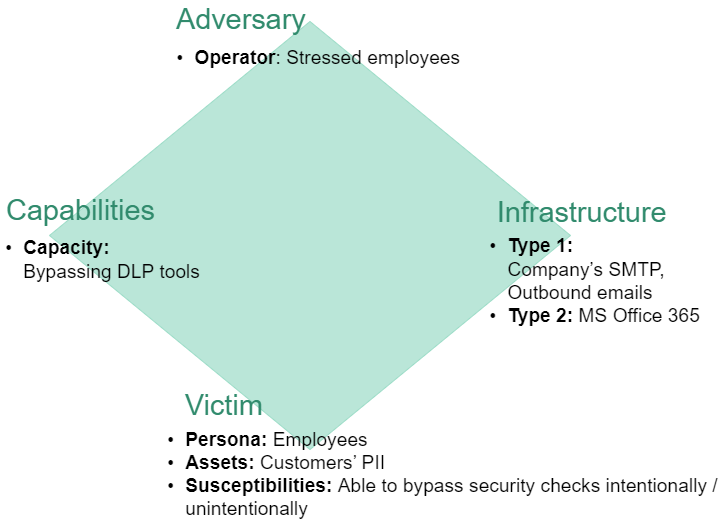 Adversary
• Operator: Stressed employees
Capabilities
• Capacity:
Bypassing DLP tools
Infrastructure
• Type 1:
Company’s SMTP,
Outbound emails
• Type 2: MS Office 365
Victim
• Persona: Employees
• Assets: Customers’ PII
• Susceptibilities: Able to bypass security checks intentionally /
unintentionally